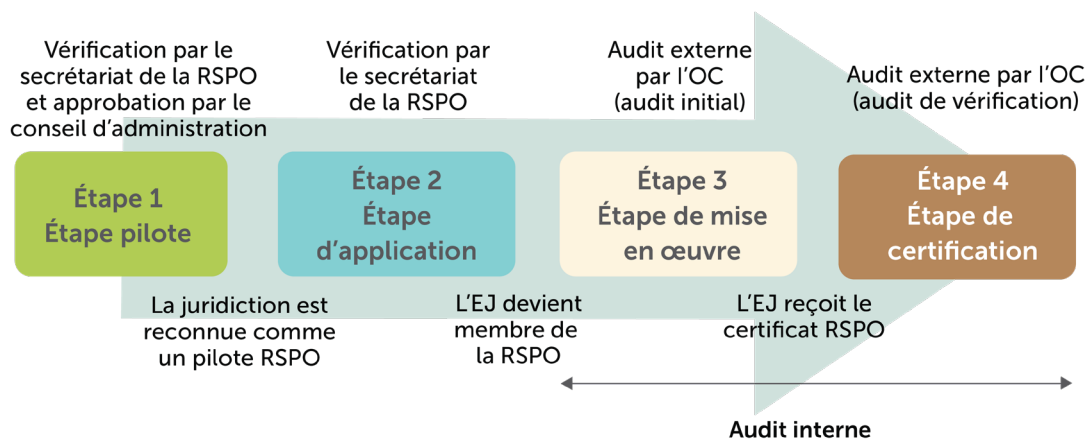 Vérification par le
secrétariat de la RSPO
et approbation par le
conseil d'administration
Vérification par
le secrétariat
de la RSPO
Audit externe
par l'OC
(audit initial)
Audit externe par l'OC
(audit de vérification)
Étape 1
Étape pilote
Étape 2
Étape
d'application
Étape 3
Étape de mise
en œuvre
Étape 4
Étape de
certification
La juridiction est
reconnue comme
un pilote RSPO
L'EJ devient
membre de
la RSPO
L'EJ reçoit le
certificat RSPO
Audit interne